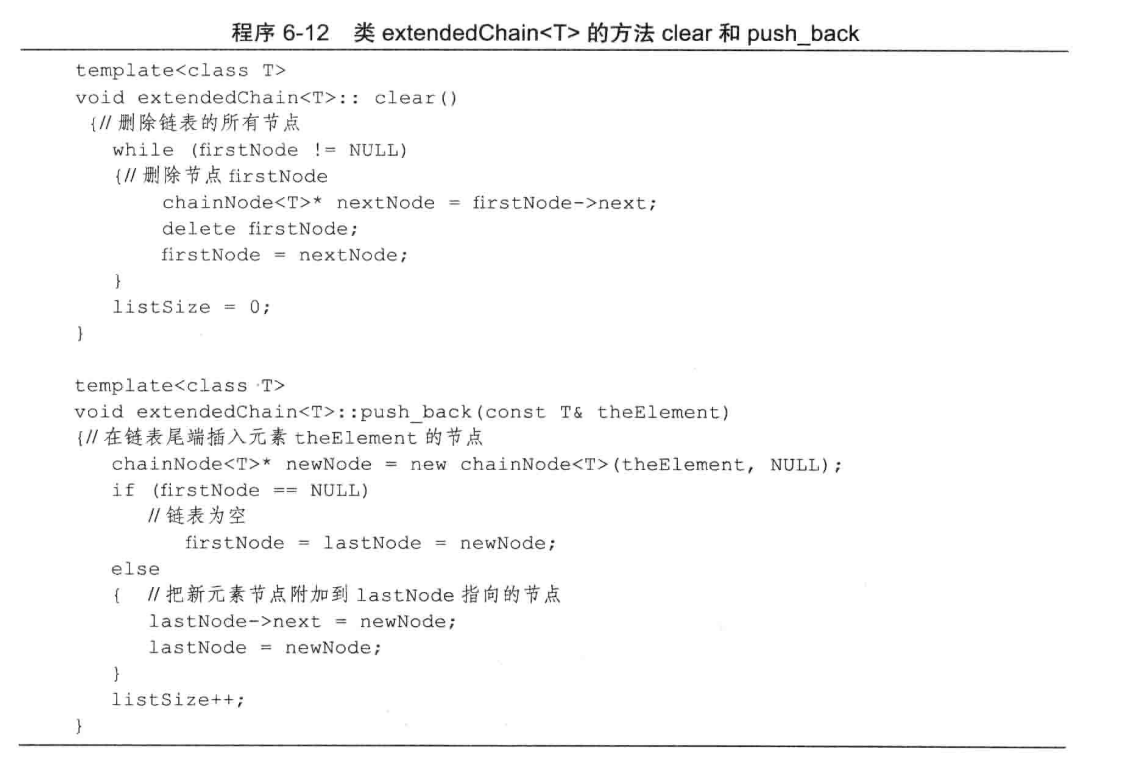 程序 6-12 类 extendedChain<T> 的方法 clear 和 push_back
template<class T>
void extendedChain<T>:: clear()
{// 删除链表的所有节点
while (firstNode != NULL)
{// 删除节点 firstNode
chainNode<T>* nextNode = firstNode->next;
delete firstNode;
firstNode = nextNode;
}
listSize = 0;
}
template<class T>
void extendedChain<T>::push_back(const T& theElement)
{// 在链表尾端插入元素 theElement 的节点
chainNode<T>* newNode = new chainNode<T>(theElement, NULL);
if (firstNode == NULL)
// 链表为空
firstNode = lastNode = newNode;
else
{ // 把新元素节点附加到 lastNode 指向的节点
lastNode->next = newNode;
lastNode = newNode;
}
listSize++;
}